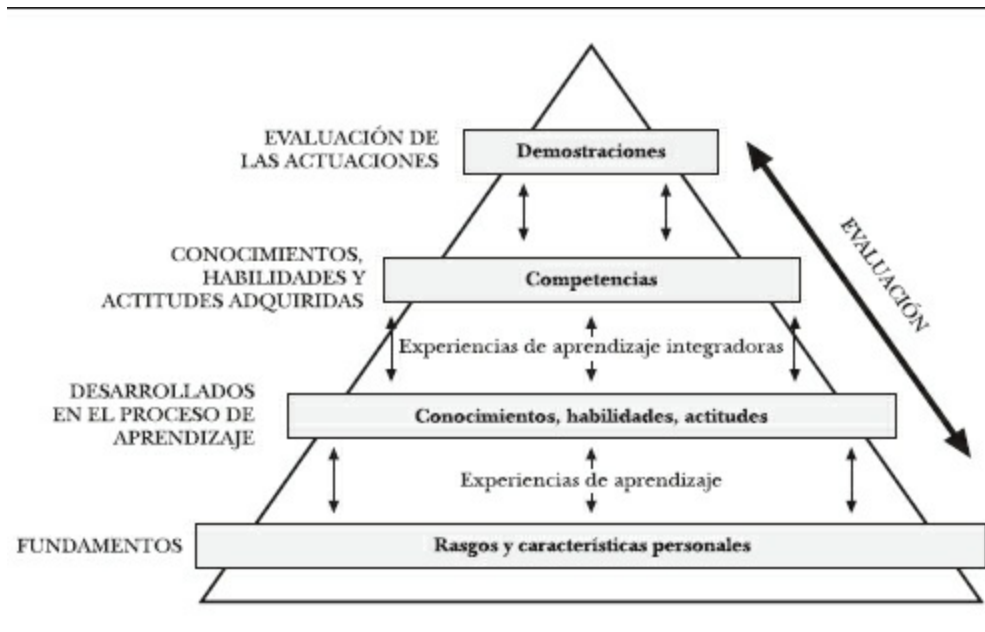 EVALUACIÓN DE
LAS ACTUACIONES
Demostraciones
CONOCIMIENTOS,
HABILIDADES Y
ACTITUDES ADQUIRIDAS
Competencias
EVALUACIÓN
Experiencias de aprendizaje integradoras
DESARROLLADOS
EN EL PROCESO DE
APRENDIZAJE
Conocimientos, habilidades, actitudes
Experiencias de aprendizaje
FUNDAMENTOS
Rasgos y características personales